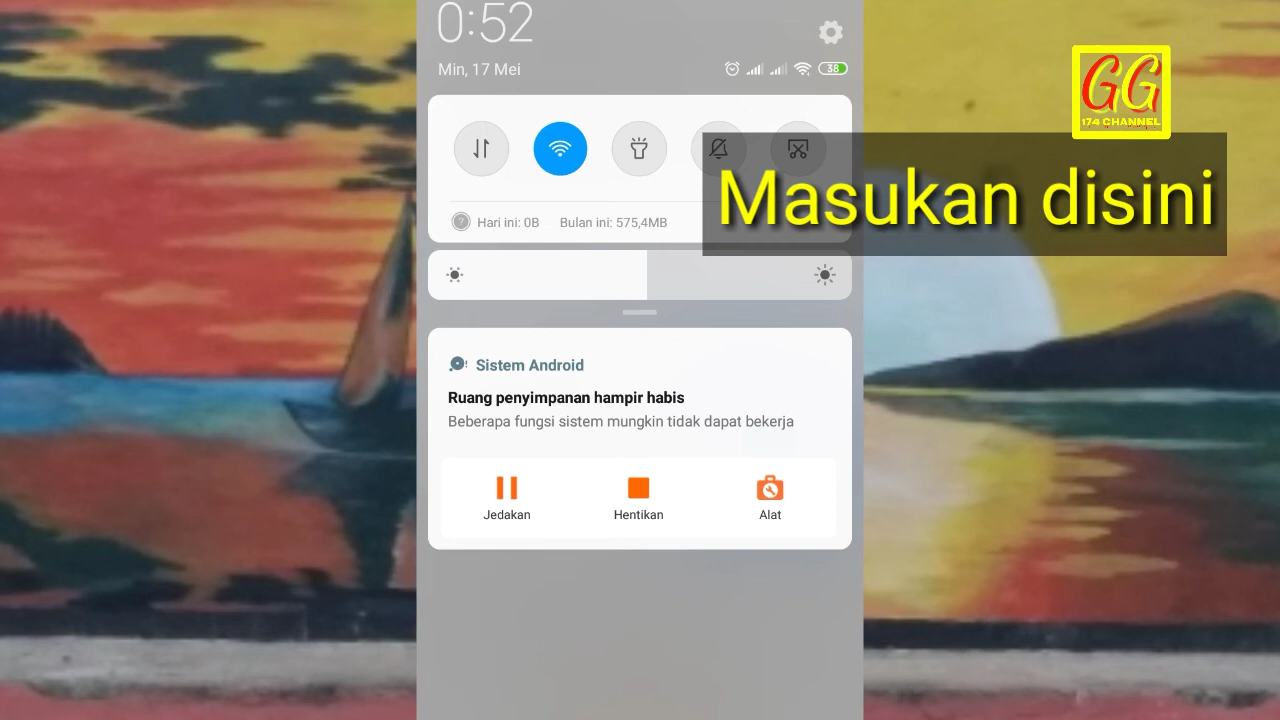 0:52
Min, 17 Mei
38
GG
174 CHANNEL
Masukan disini
Hari ini: 0B
Bulan ini: 575,4MB
Sistem Android
Ruang penyimpanan hampir habis
Beberapa fungsi sistem mungkin tidak dapat bekerja
Jedakan
Hentikan
Alat